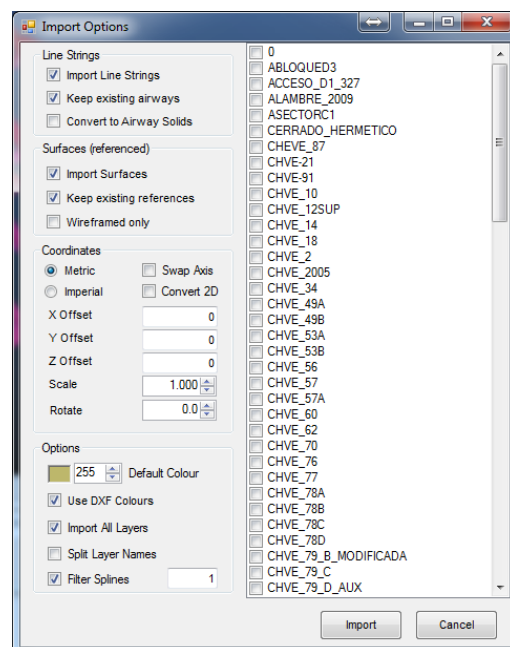 Import Options
Line Strings
Import Line Strings
Keep existing airways
Convert to Airway Solids
Surfaces (referenced)
Import Surfaces
Keep existing references
Wireframed only
Coordinates
Metric
Swap Axis
Imperial
Convert 2D
X Offset
0
Y Offset
0
Z Offset
0
Scale
1.000
Rotate
0.0
Options
255
Default Colour
Use DXF Colours
Import All Layers
Split Layer Names
Filter Splines
1
0
ABLOQUED3
ACCESO_D1_327
ALAMBRE_2009
ASECTORC1
CERRADO_HERMETICO
CHEVE_87
CHVE-21
CHVE-91
CHVE_10
CHVE_12SUP
CHVE_14
CHVE_18
CHVE_2
CHVE_2005
CHVE_34
CHVE_49A
CHVE_49B
CHVE_53A
CHVE_53B
CHVE_56
CHVE_57
CHVE_57A
CHVE_60
CHVE_62
CHVE_70
CHVE_76
CHVE_77
CHVE_78A
CHVE_78B
CHVE_78C
CHVE_78D
CHVE_79_B_MODIFICADA
CHVE_79_C
CHVE_79_D_AUX
Import
Cancel